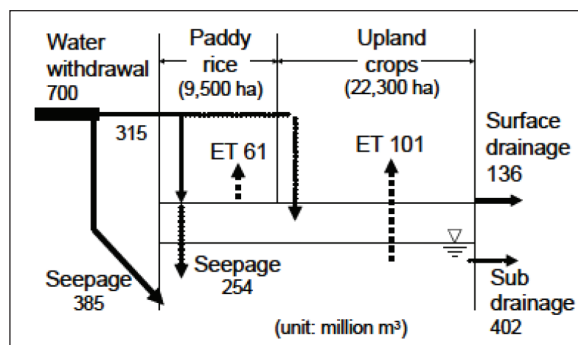 Water
withdrawal
700
Paddy
rice
(9,500 ha)
Upland
crops
(22,300 ha)
315
ET 61
ET 101
Surface
drainage
136
Seepage
385
Seepage
254
Sub
drainage
402
(unit: million m³)